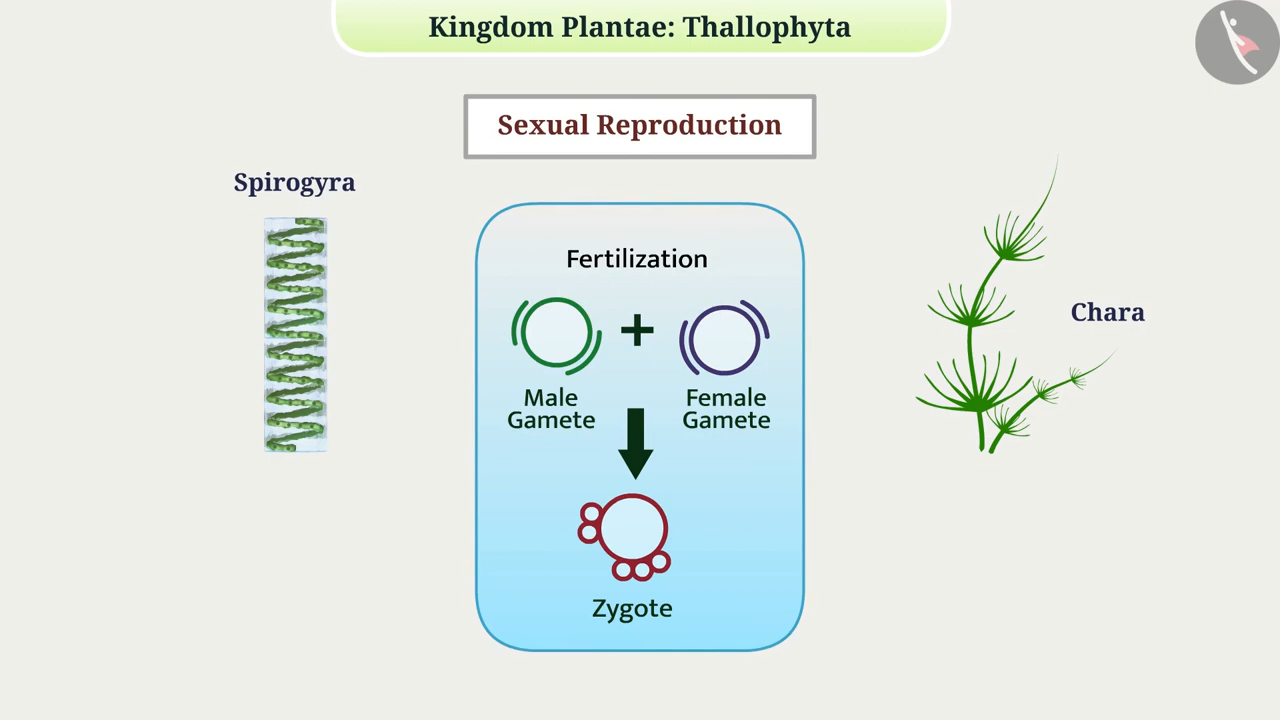 Kingdom Plantae: Thallophyta
Sexual Reproduction
Spirogyra
Fertilization
Male
Gamete
Female
Gamete
Zygote
Chara